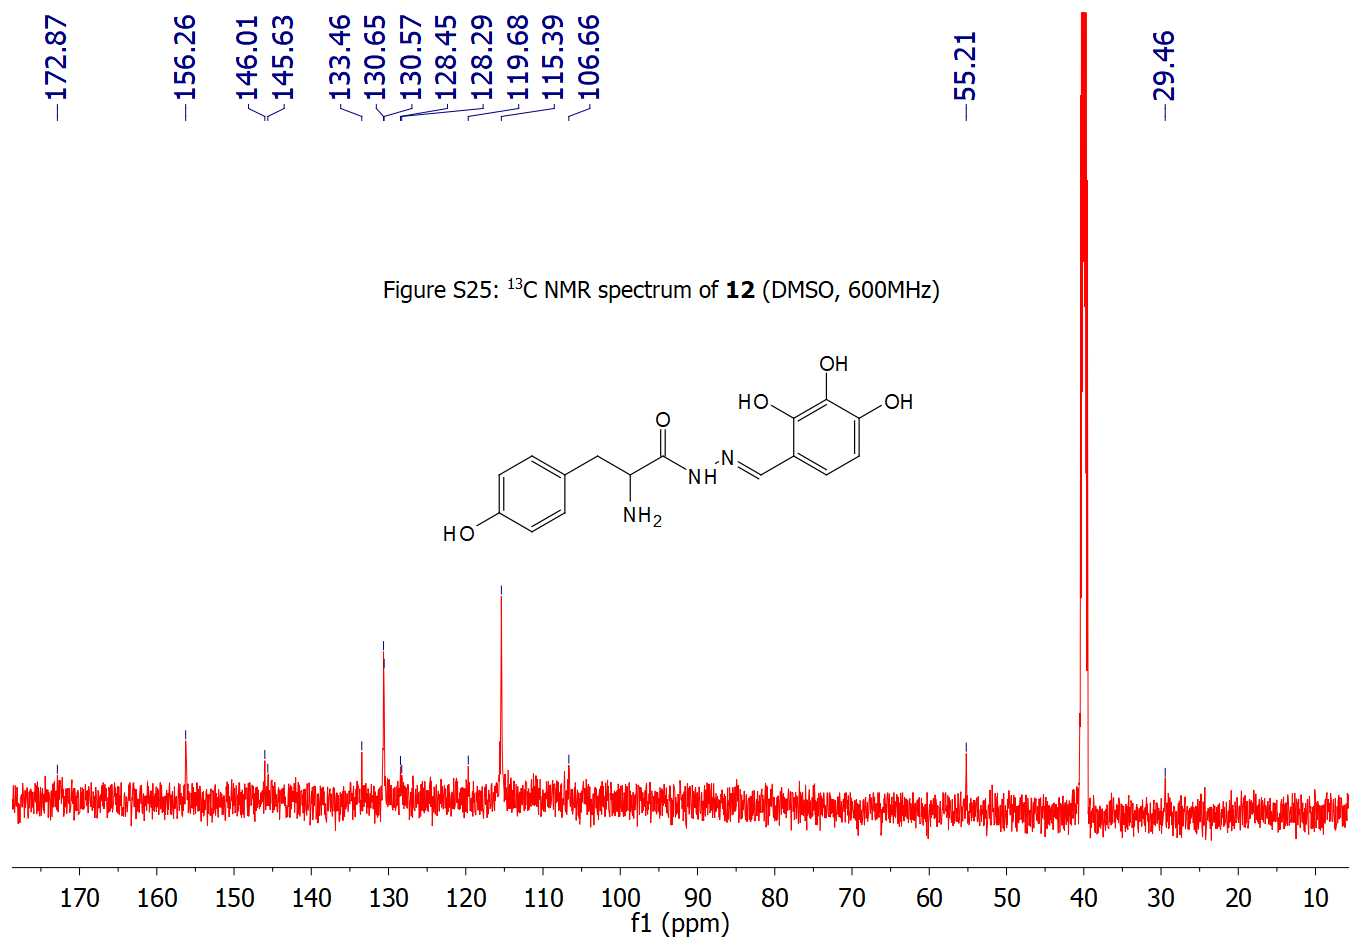 172.87
156.26
146.01
145.63
133.46
130.65
130.57
128.45
128.29
119.68
115.39
106.66
55.21
29.46
Figure S25: ¹³C NMR spectrum of 12 (DMSO, 600MHz)
OH
HO
OH
O
N
NH
NH₂
HO
170 160 150 140 130 120 110 100 90 80 70 60 50 40 30 20 10
f1 (ppm)